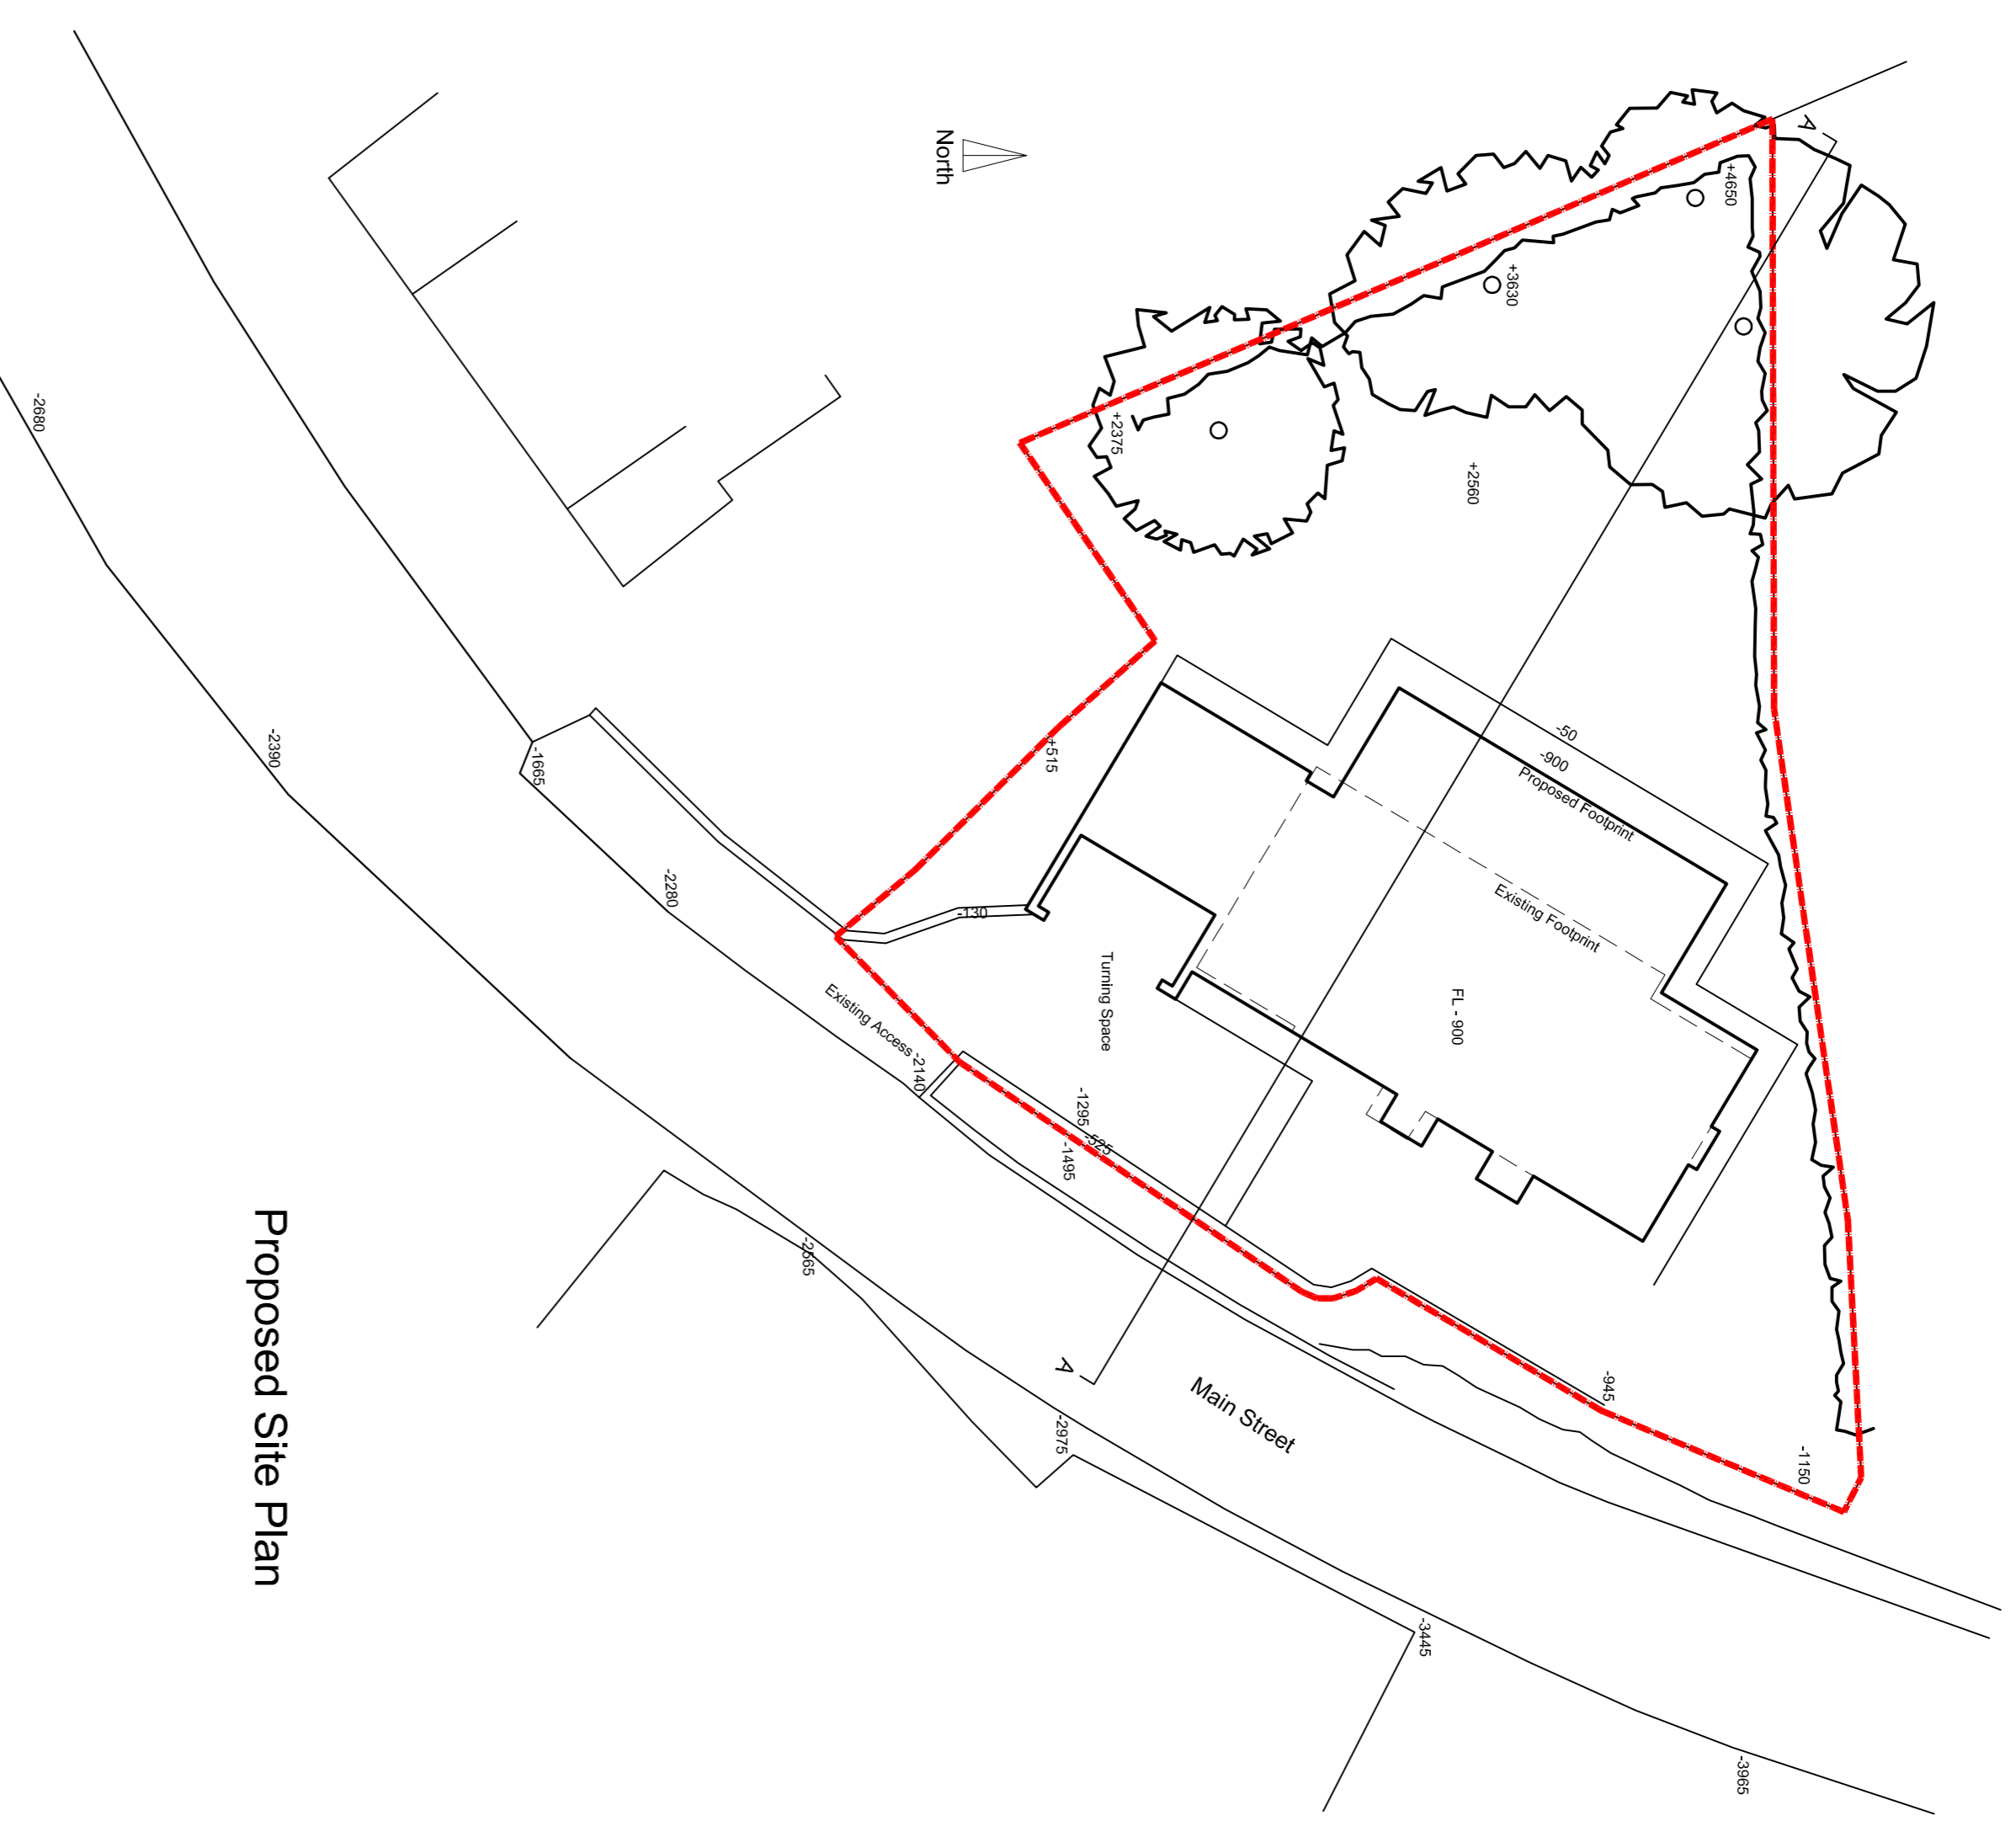 Proposed Site Plan
North
A
+4650
+3630
+2375
+2560
+515
-50
-900
Proposed Footprint
Existing Footprint
FL - 900
Turning Space
-130
Existing Access
-2140
-1295
-525
-1495
-945
-1150
A
Main Street
-2680
-2390
-1665
-2280
-2565
-2975
-3445
-3965